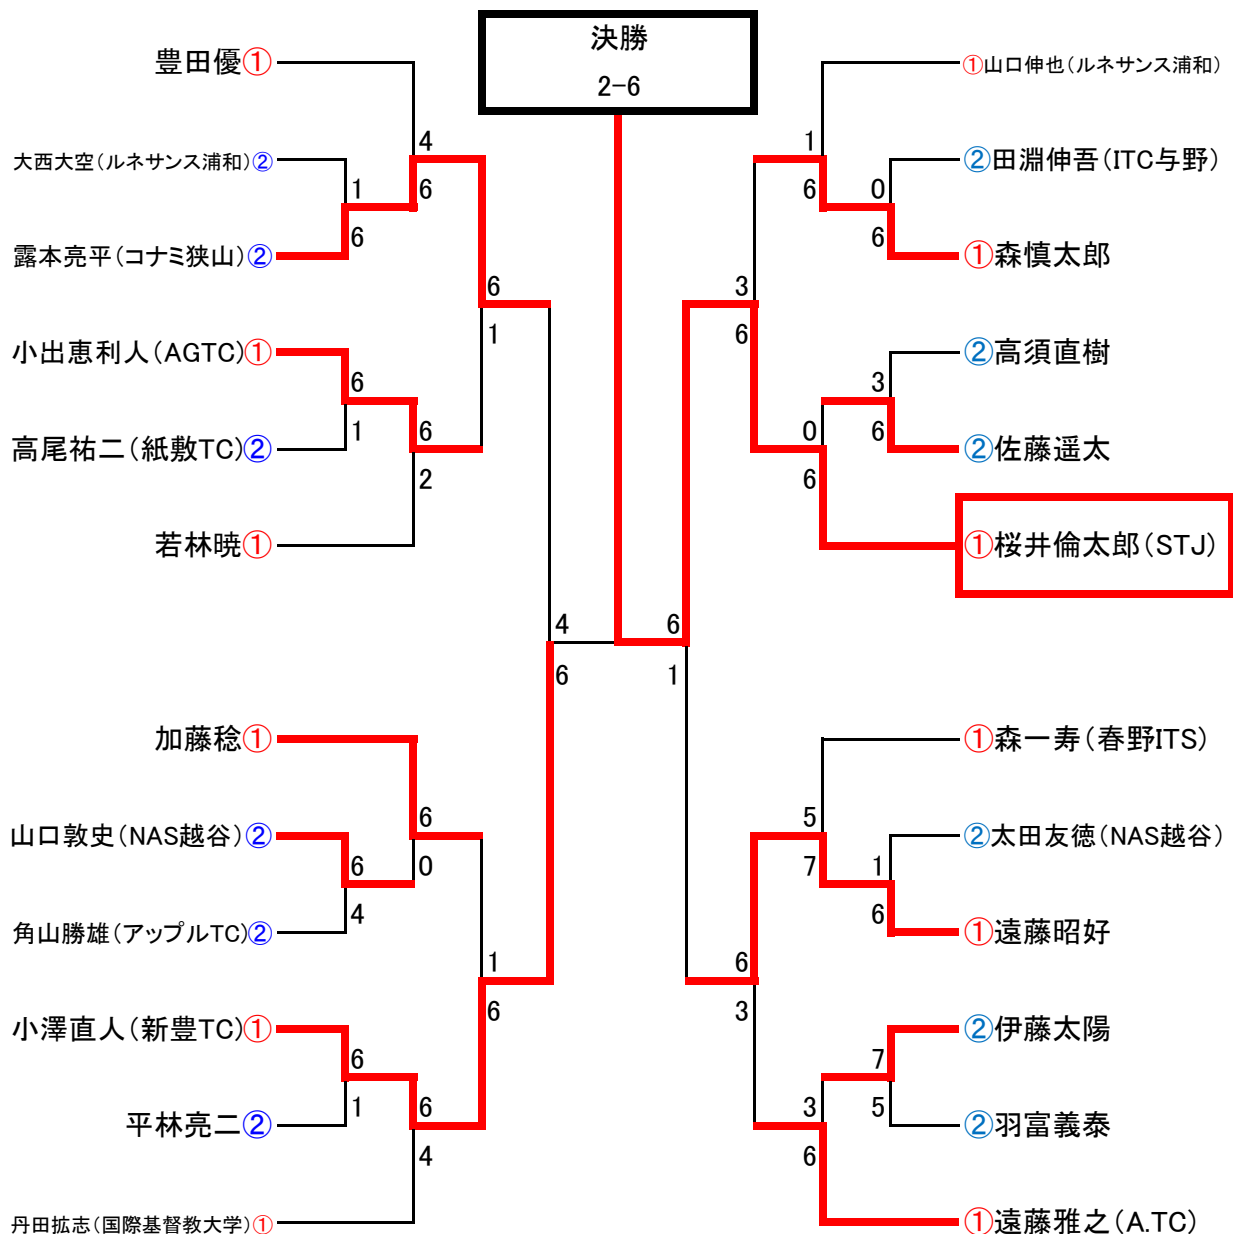 決勝
2-6
豊田優①
4
大西大空(ルネサンス浦和)②
1
6
6
露本亮平(コナミ狭山)②
6
1
小出恵利人(AGTC)①
6
1
6
高尾祐二(紙敷TC)②
2
若林暁①
4
6
加藤稔①
6
山口敦史(NAS越谷)②
6
0
4
角山勝雄(アップルTC)②
1
6
小澤直人(新豊TC)①
6
1
6
平林亮二②
4
丹田拡志(国際基督教大学)①
①山口伸也(ルネサンス浦和)
1
②田淵伸吾(ITC与野)
6
0
6
①森慎太郎
3
6
②高須直樹
3
0
6
②佐藤遥太
6
①桜井倫太郎(STJ)
6
1
①森一寿(春野ITS)
5
②太田友徳(NAS越谷)
7
1
6
①遠藤昭好
6
3
②伊藤太陽
7
3
5
②羽富義泰
6
①遠藤雅之(A.TC)